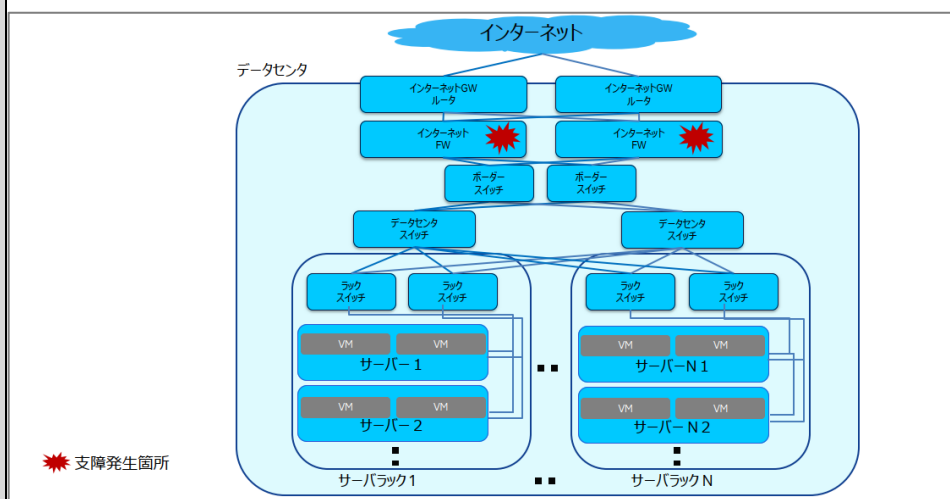 インターネット
データセンタ
インターネットGW
ルータ
インターネットGW
ルータ
インターネット
FW
インターネット
FW
ボーダー
スイッチ
ボーダー
スイッチ
データセンタ
スイッチ
データセンタ
スイッチ
ラック
スイッチ
ラック
スイッチ
ラック
スイッチ
ラック
スイッチ
VM
VM
サーバー1
VM
VM
サーバーN1
VM
VM
サーバー2
VM
VM
サーバーN2
支障発生箇所
サーバラック1
サーバラックN